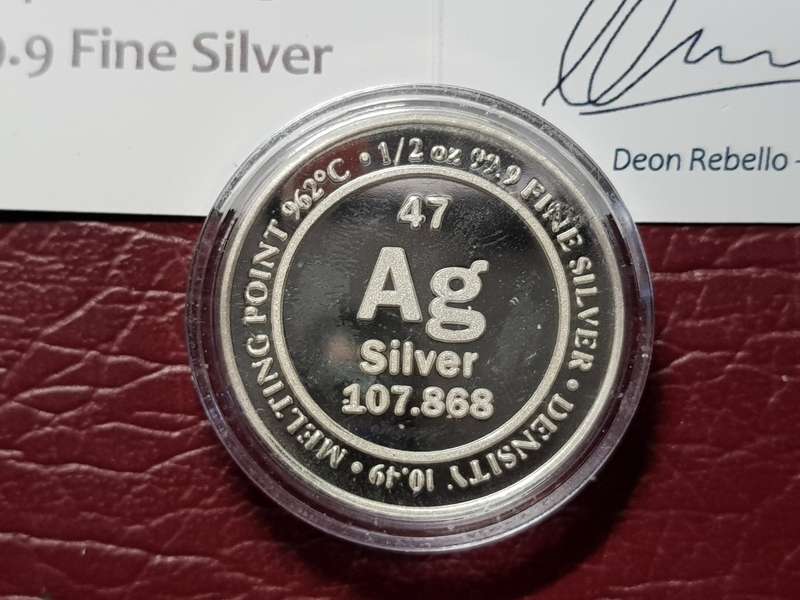 9.9 Fine Silver
Deon Rebello -
1/2 oz 99.9 FINE SILVER • DENSITY 10.49 • MELTING POINT 962°C •
47
Ag
Silver
107.868